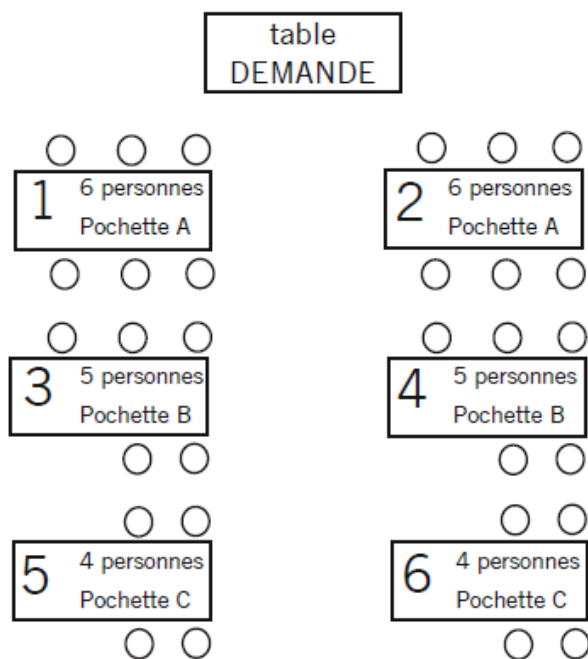 table
DEMANDE
1 6 personnes
Pochette A
2 6 personnes
Pochette A
3 5 personnes
Pochette B
4 5 personnes
Pochette B
5 4 personnes
Pochette C
6 4 personnes
Pochette C